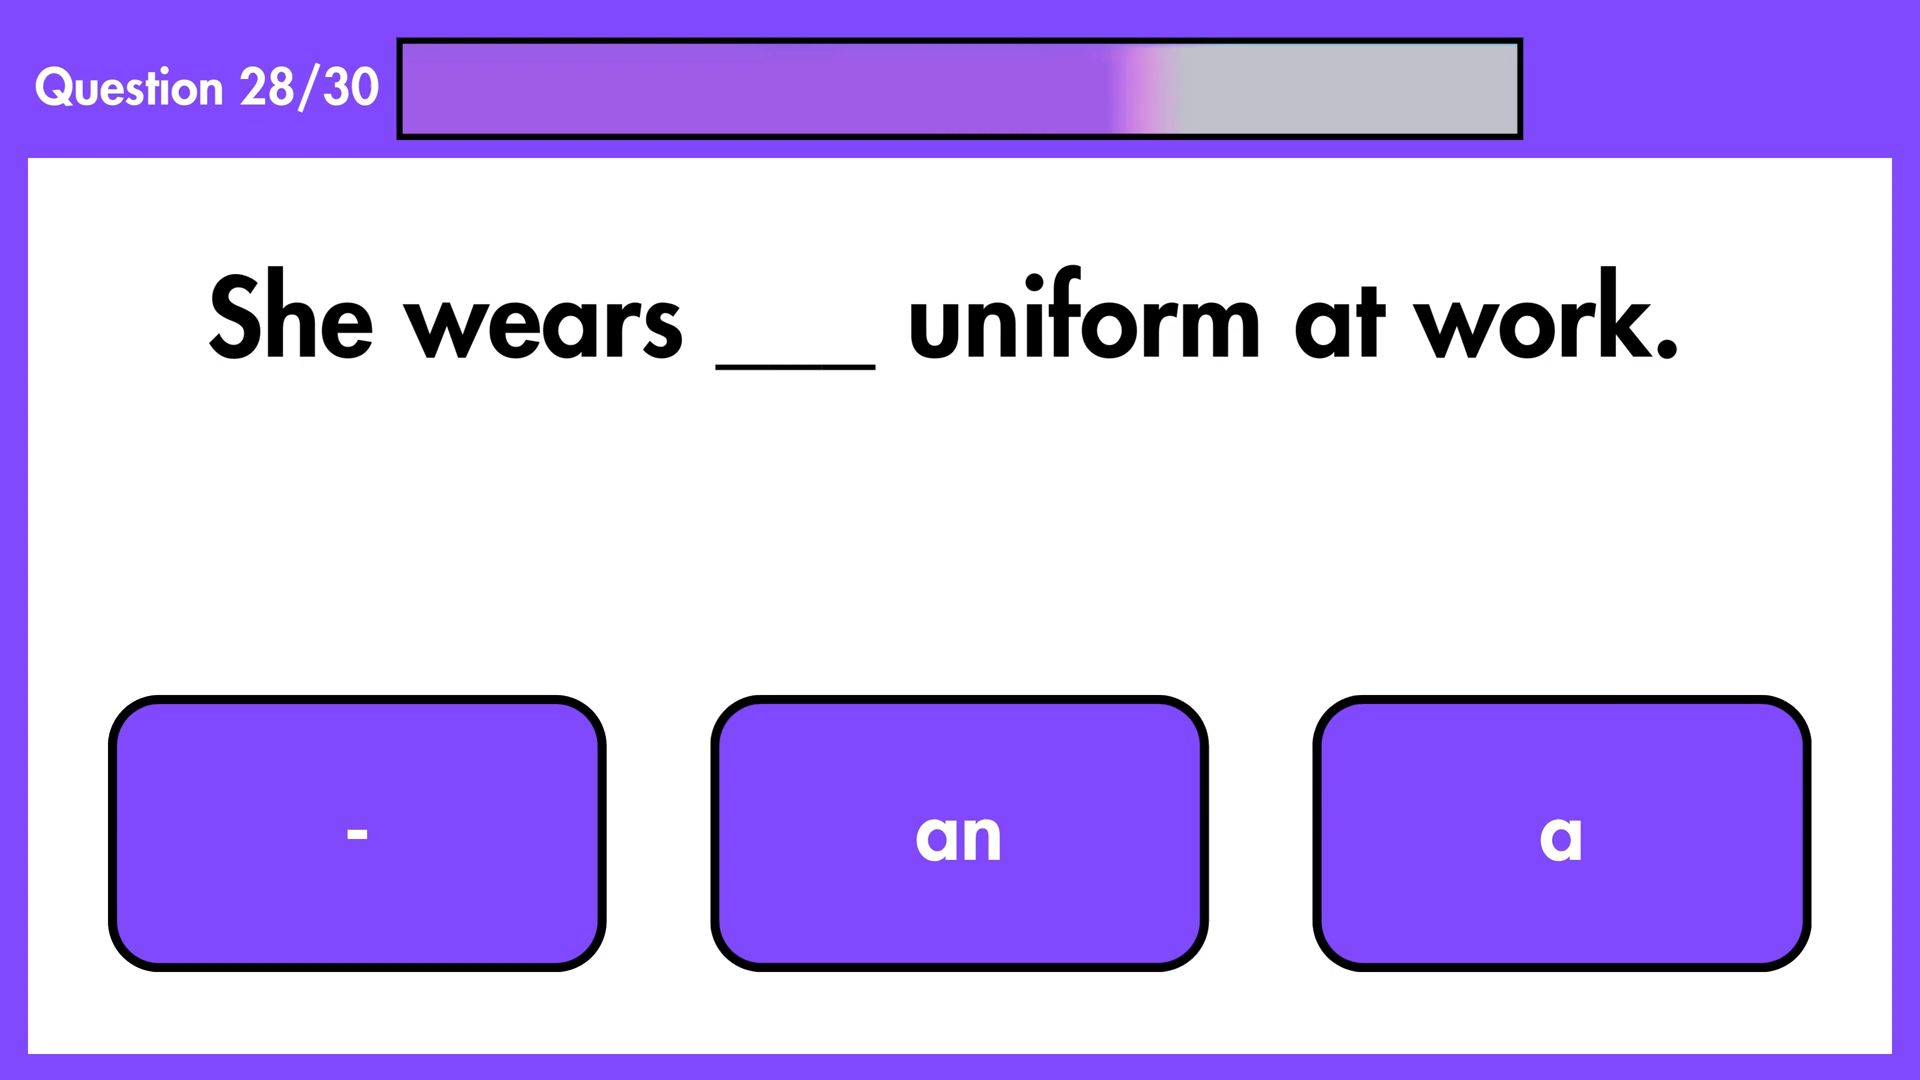 Question 28/30
She wears ___ uniform at work.
-
an
a